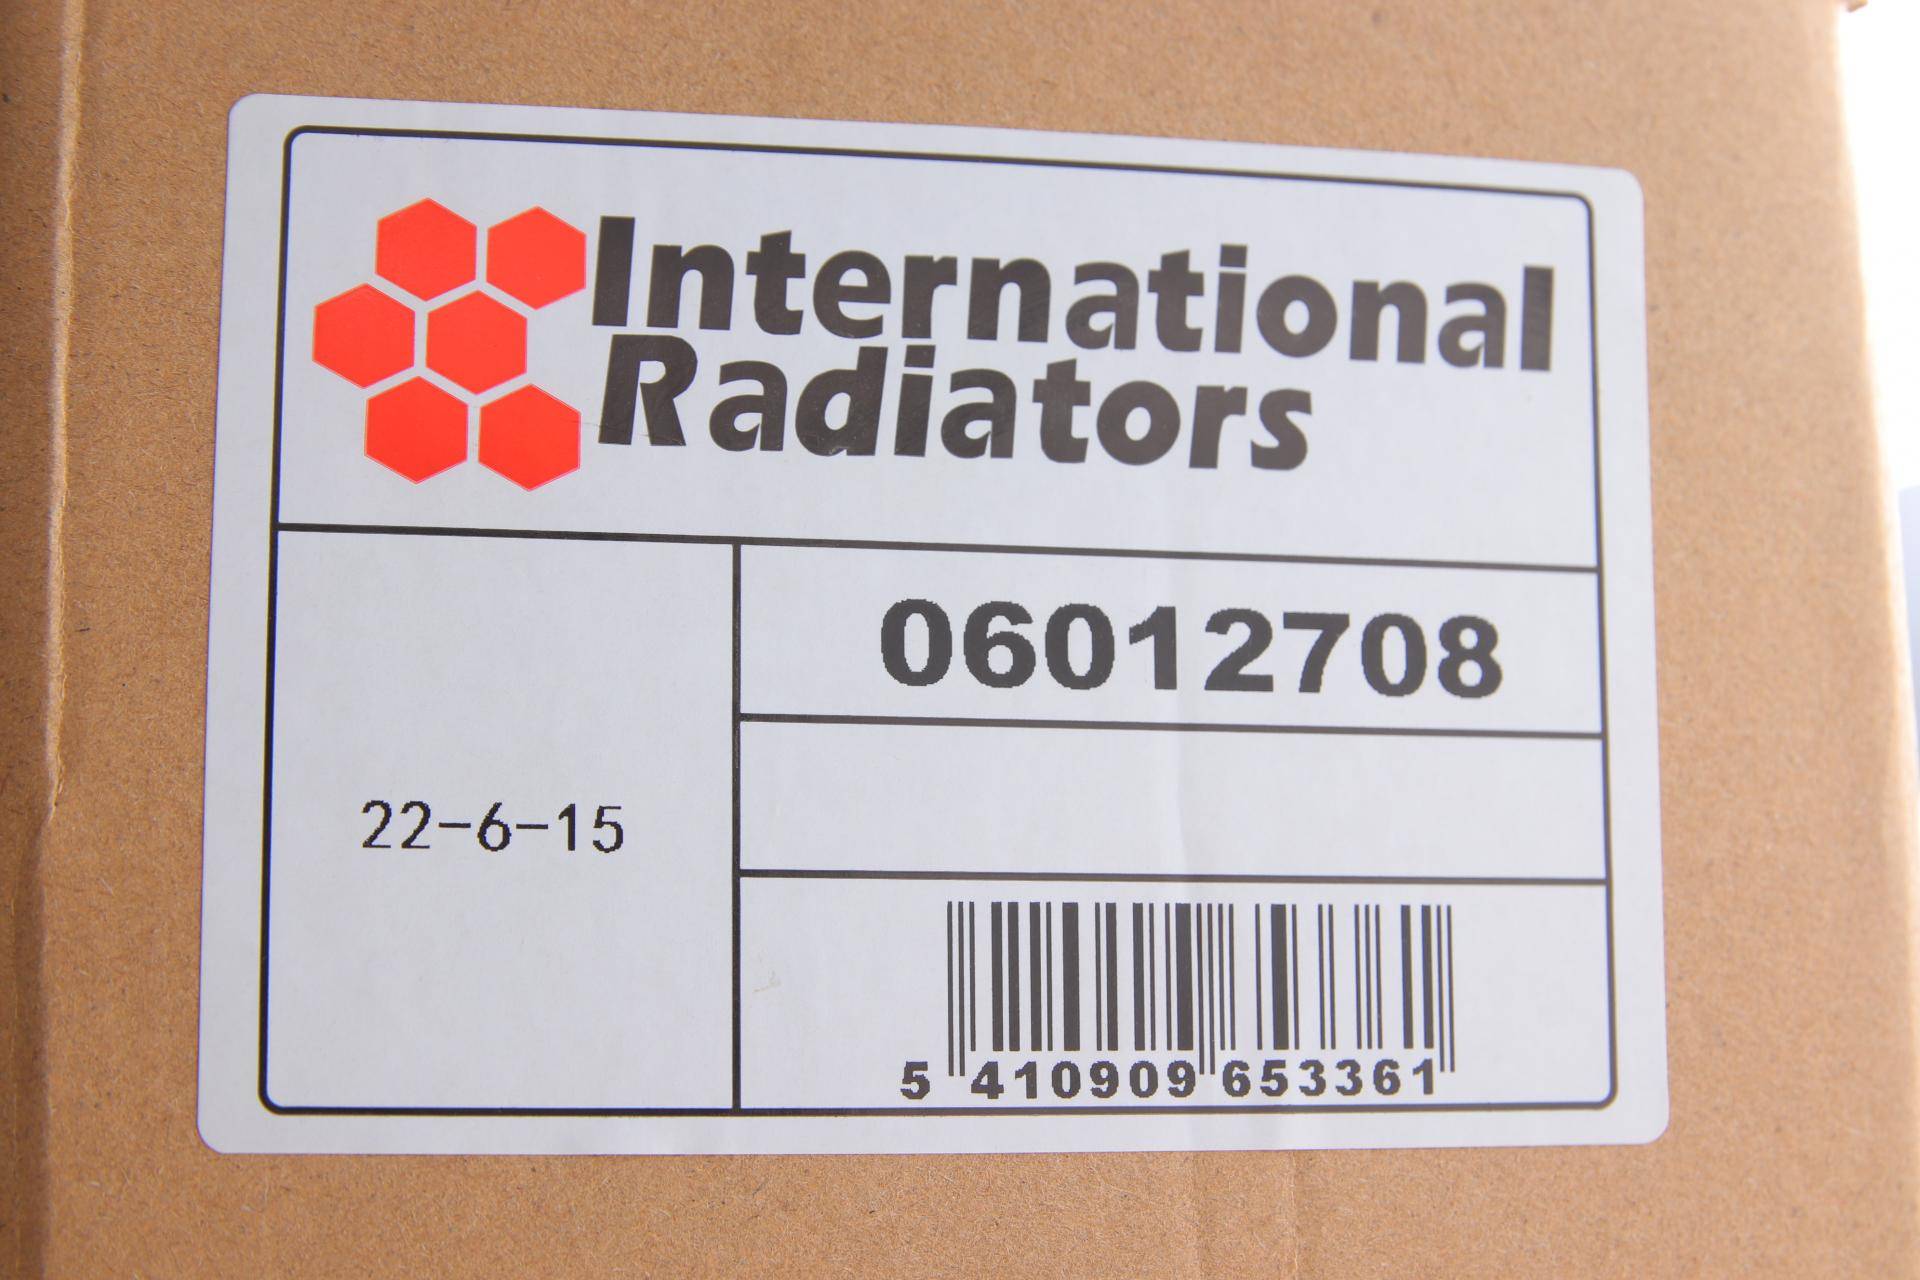 International
Radiators
06012708
22-6-15
5 410909 653361